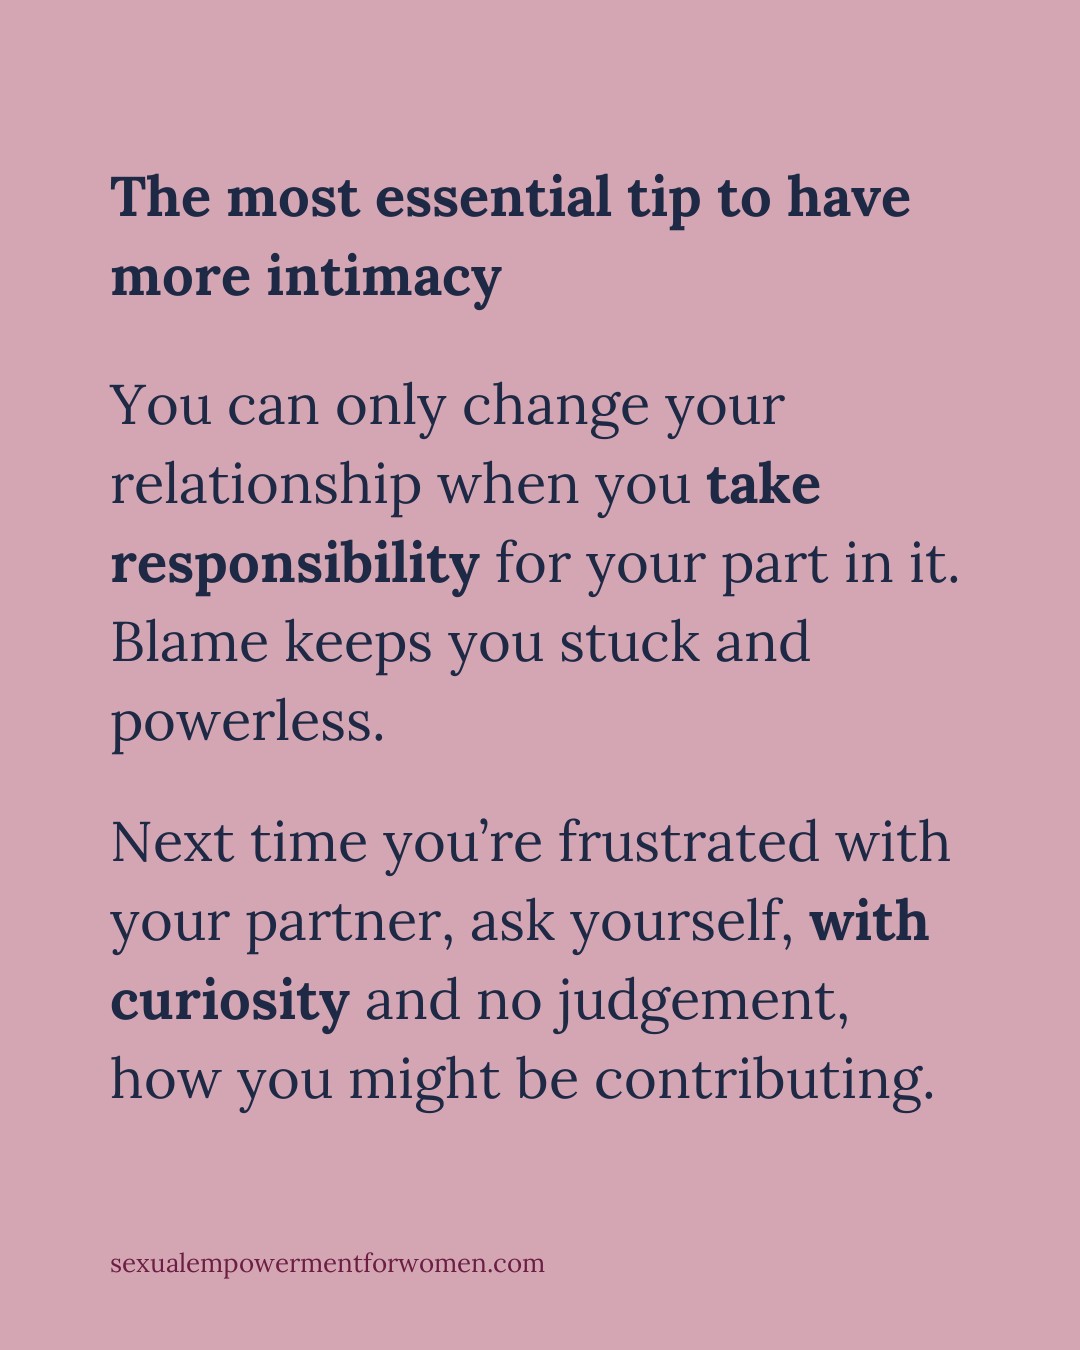 The most essential tip to have
more intimacy
You can only change your
relationship when you take
responsibility for your part in it.
Blame keeps you stuck and
powerless.
Next time you’re frustrated with
your partner, ask yourself, with
curiosity and no judgement,
how you might be contributing.
sexualempowermentforwomen.com